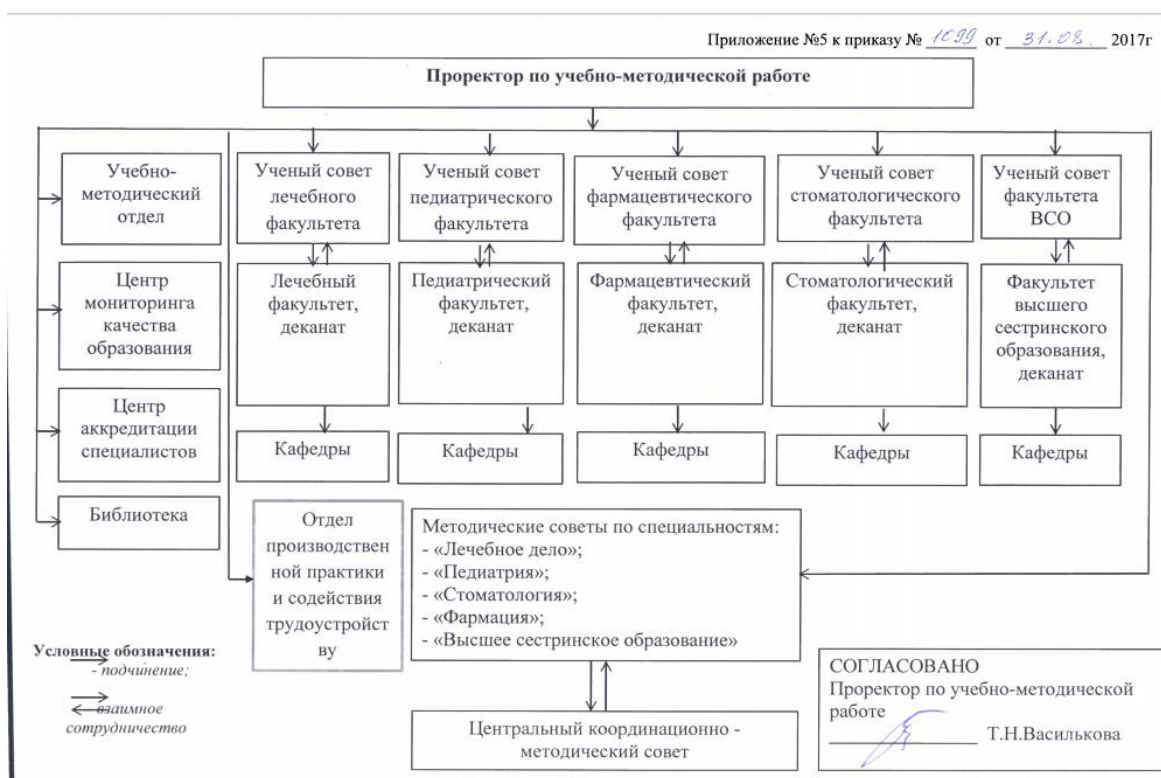 Приложение №5 к приказу № 1099 от 31.08. 2017г
Проректор по учебно-методической работе
Учебно-
методический
отдел
Ученый совет
лечебного
факультета
Ученый совет
педиатрического
факультета
Ученый совет
фармацевтического
факультета
Ученый совет
стоматологического
факультета
Ученый совет
факультета
ВСО
Центр
мониторинга
качества
образования
Лечебный
факультет,
деканат
Педиатрический
факультет,
деканат
Фармацевтический
факультет,
деканат
Стоматологический
факультет,
деканат
Факультет
высшего
сестринского
образования,
деканат
Центр
аккредитации
специалистов
Кафедры
Кафедры
Кафедры
Кафедры
Кафедры
Библиотека
Отдел
производствен
ной практики
и содействия
трудоустройст
ву
Методические советы по специальностям:
- «Лечебное дело»;
- «Педиатрия»;
- «Стоматология»;
- «Фармация»;
- «Высшее сестринское образование»
Условные обозначения:
- подчинение;
взаимное
сотрудничество
Центральный координационно -
методический совет
СОГЛАСОВАНО
Проректор по учебно-методической
работе
Т.Н.Василькова